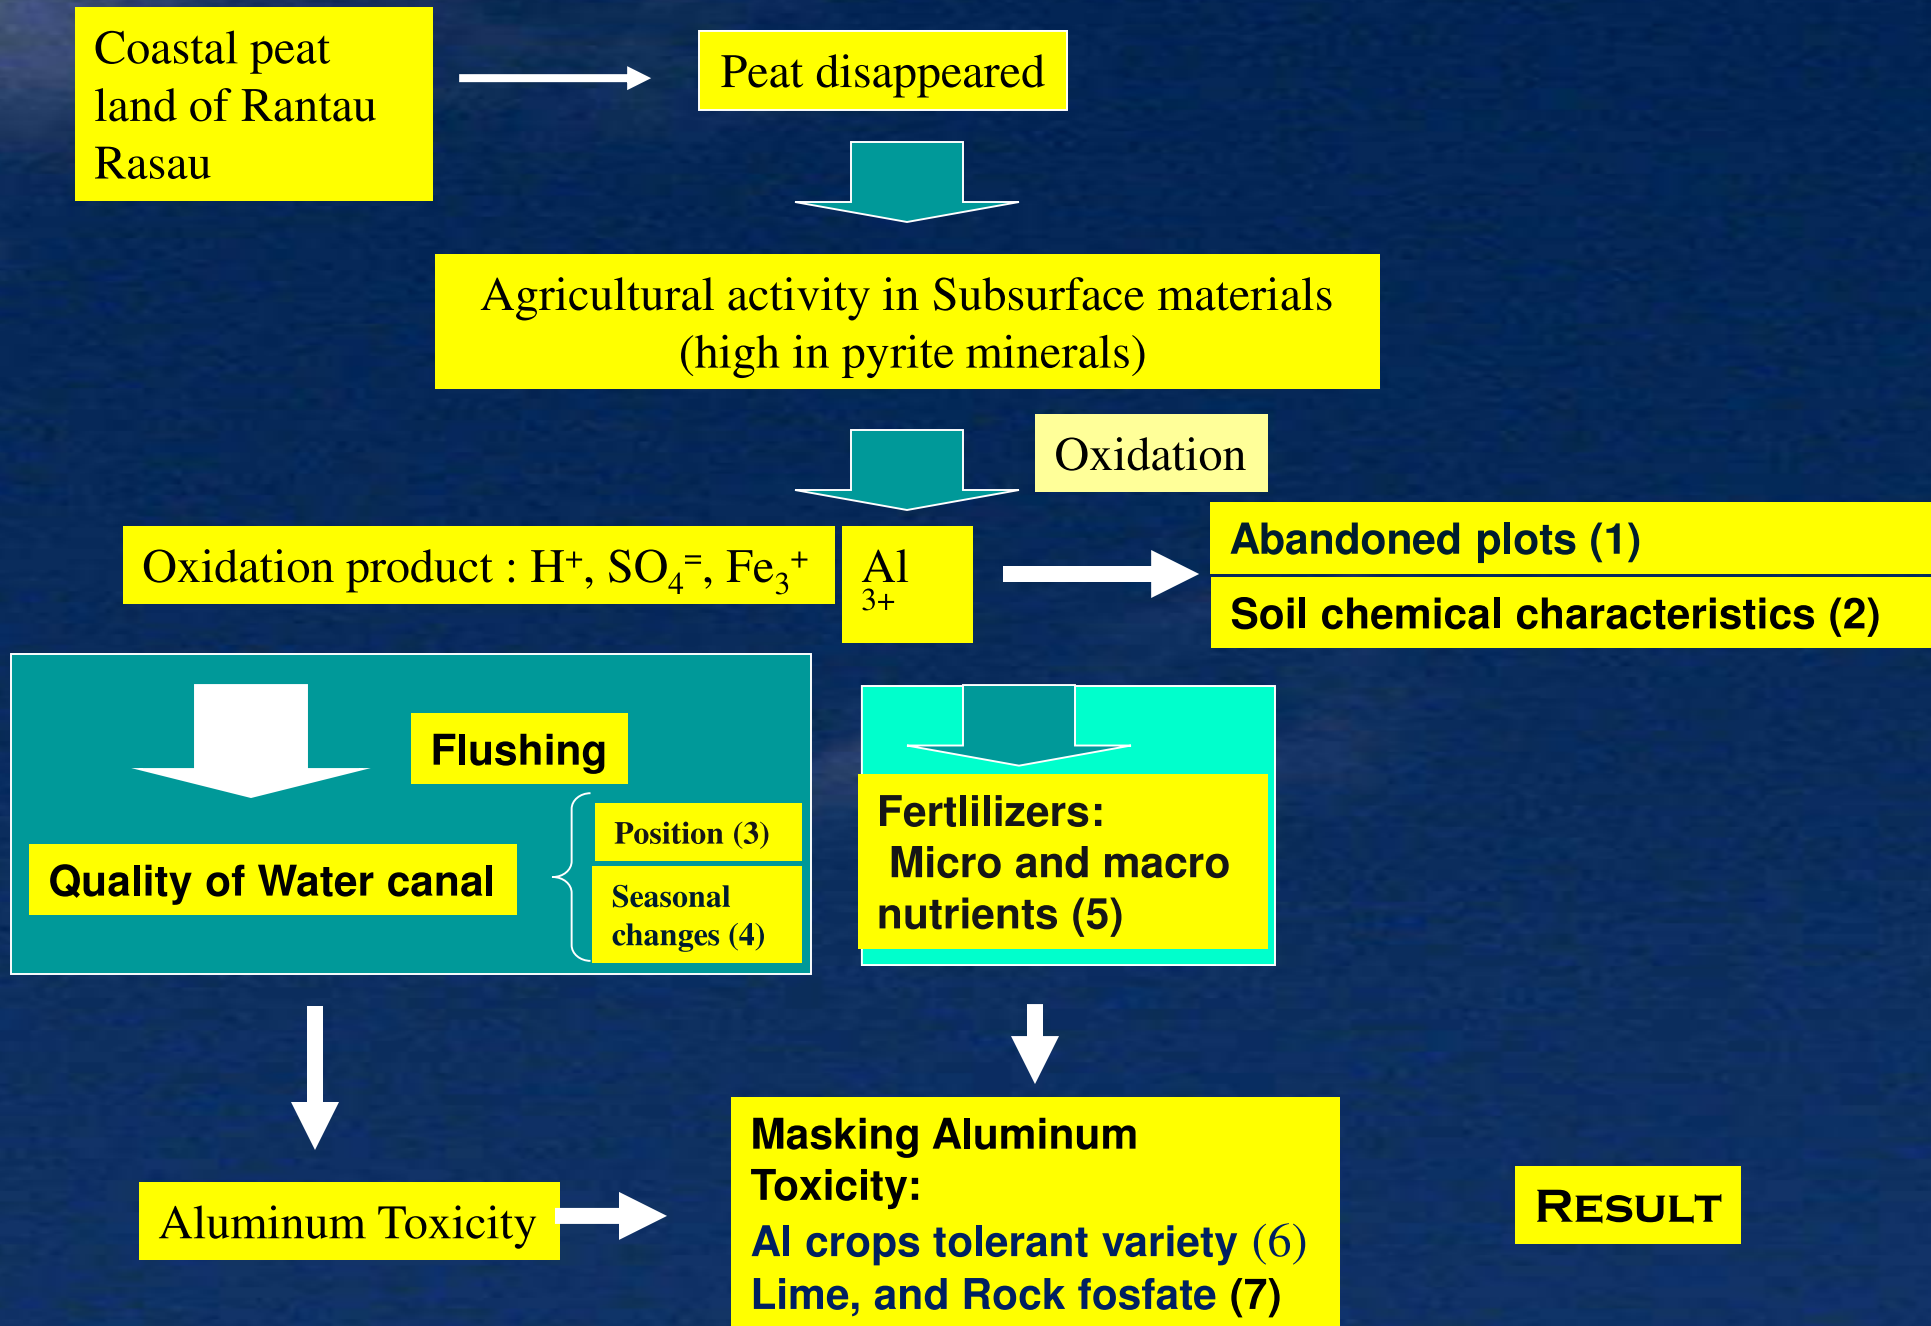 Coastal peat
land of Rantau
Rasau
Peat disappeared
Agricultural activity in Subsurface materials
(high in pyrite minerals)
Oxidation
Oxidation product : H⁺, SO₄⁼, Fe₃⁺
Al
3+
Abandoned plots (1)
Soil chemical characteristics (2)
Flushing
Quality of Water canal
Position (3)
Seasonal
changes (4)
Fertlilizers:
Micro and macro
nutrients (5)
Aluminum Toxicity
Masking Aluminum
Toxicity:
Al crops tolerant variety (6)
Lime, and Rock fosfate (7)
RESULT